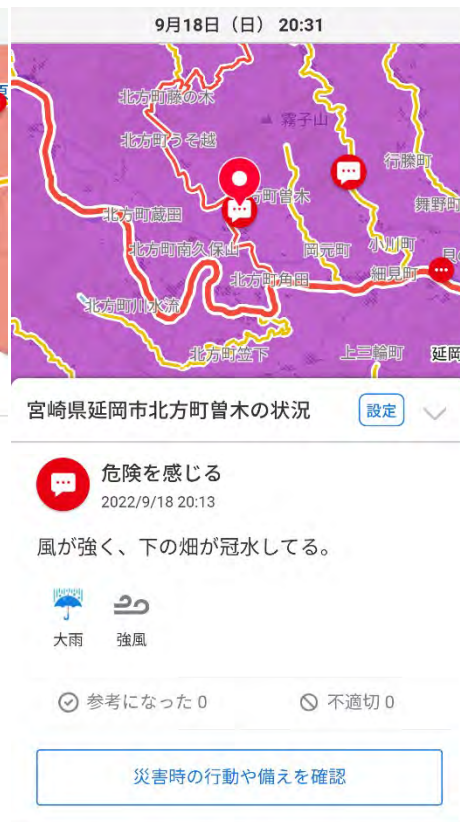 9月18日（日） 20:31
北方町藤の木
霧子山
北方町うそ越
行縢町
方町曽木
舞野町
北方町蔵田
北方町南久保山
岡元町
小川町
北方町角田
細見町
北方町川水流
北方町笠下
上三輪町
延岡
宮崎県延岡市北方町曽木の状況
設定
危険を感じる
2022/9/18 20:13
風が強く、下の畑が冠水してる。
大雨
強風
参考になった 0
不適切 0
災害時の行動や備えを確認